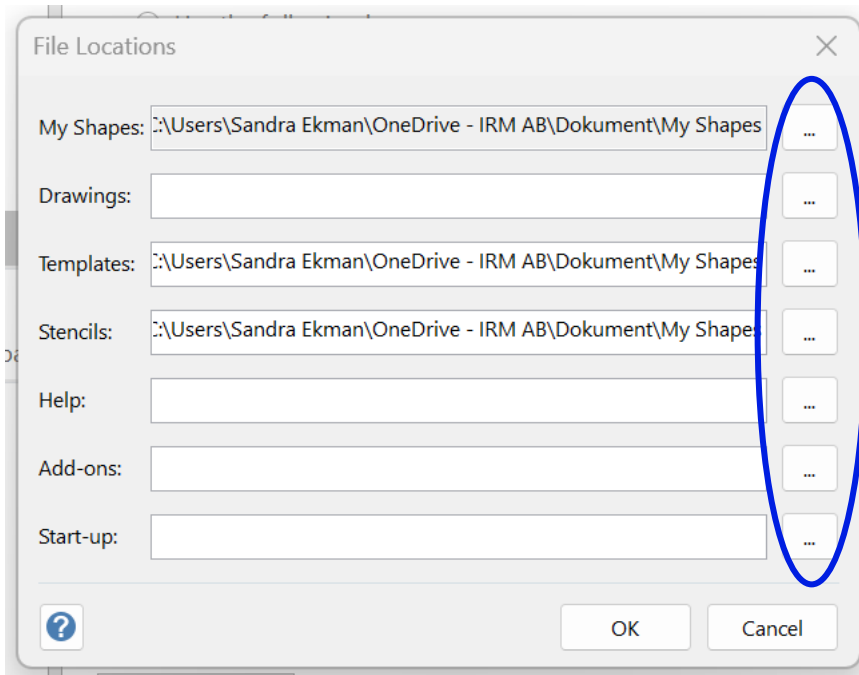 File Locations
My Shapes: :\Users\Sandra Ekman\OneDrive - IRM AB\Dokument\My Shapes ...
Drawings: ...
Templates: :\Users\Sandra Ekman\OneDrive - IRM AB\Dokument\My Shapes ...
Stencils: :\Users\Sandra Ekman\OneDrive - IRM AB\Dokument\My Shapes ...
Help: ...
Add-ons: ...
Start-up: ...
?
OK Cancel